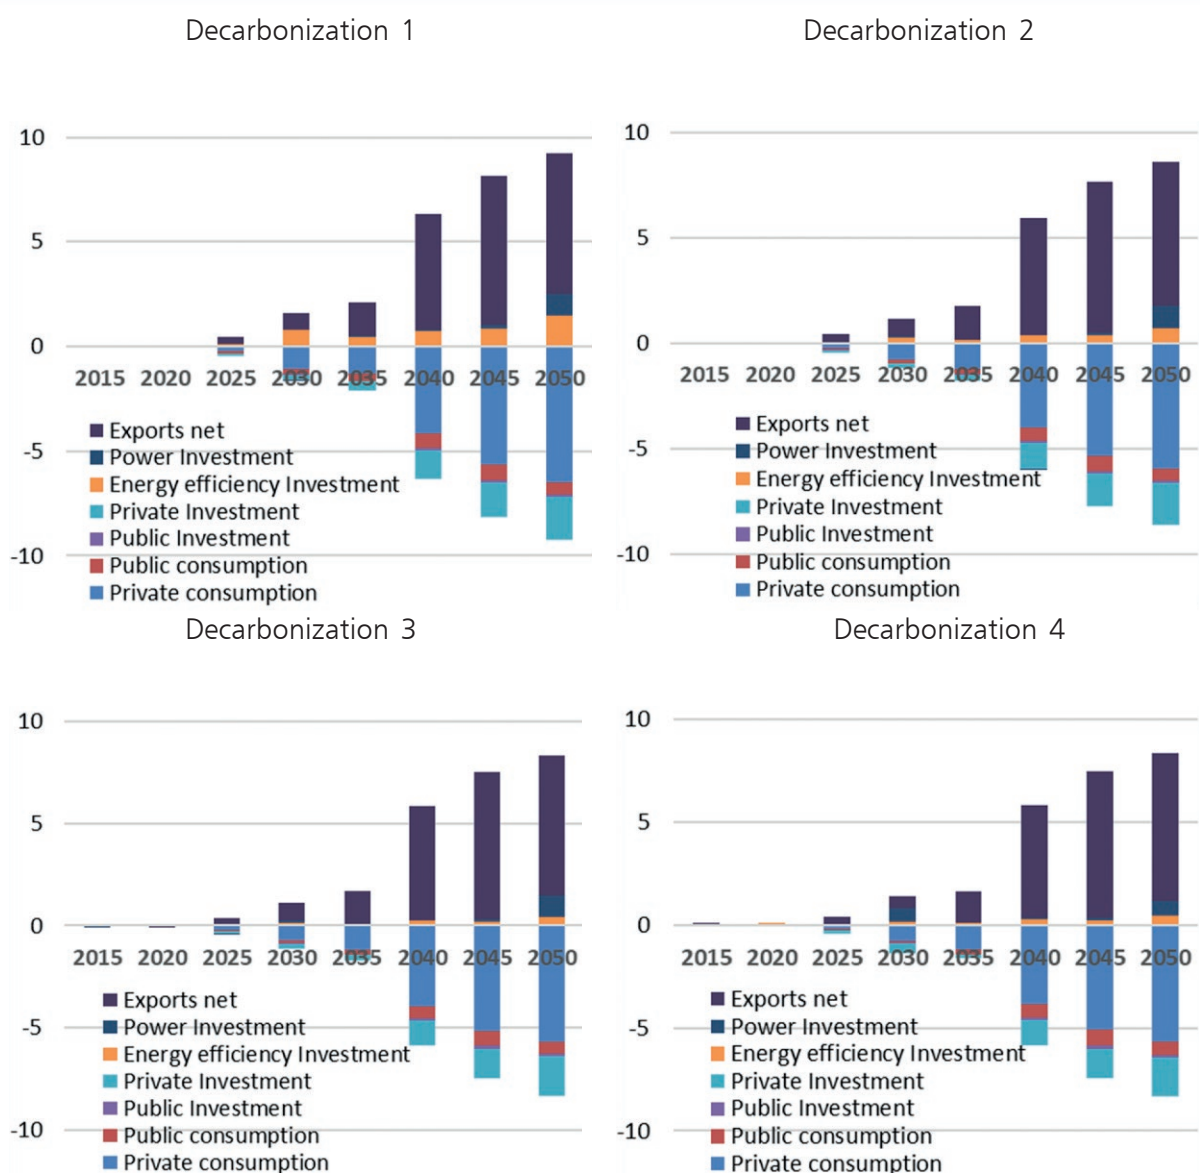 Decarbonization 1
10
5
0
-5
-10
2015 2020 2025 2030 2035 2040 2045 2050
Exports net
Power Investment
Energy efficiency Investment
Private Investment
Public Investment
Public consumption
Private consumption
Decarbonization 2
10
5
0
-5
-10
2015 2020 2025 2030 2035 2040 2045 2050
Exports net
Power Investment
Energy efficiency Investment
Private Investment
Public Investment
Public consumption
Private consumption
Decarbonization 3
10
5
0
-5
-10
2015 2020 2025 2030 2035 2040 2045 2050
Exports net
Power Investment
Energy efficiency Investment
Private Investment
Public Investment
Public consumption
Private consumption
Decarbonization 4
10
5
0
-5
-10
2015 2020 2025 2030 2035 2040 2045 2050
Exports net
Power Investment
Energy efficiency Investment
Private Investment
Public Investment
Public consumption
Private consumption